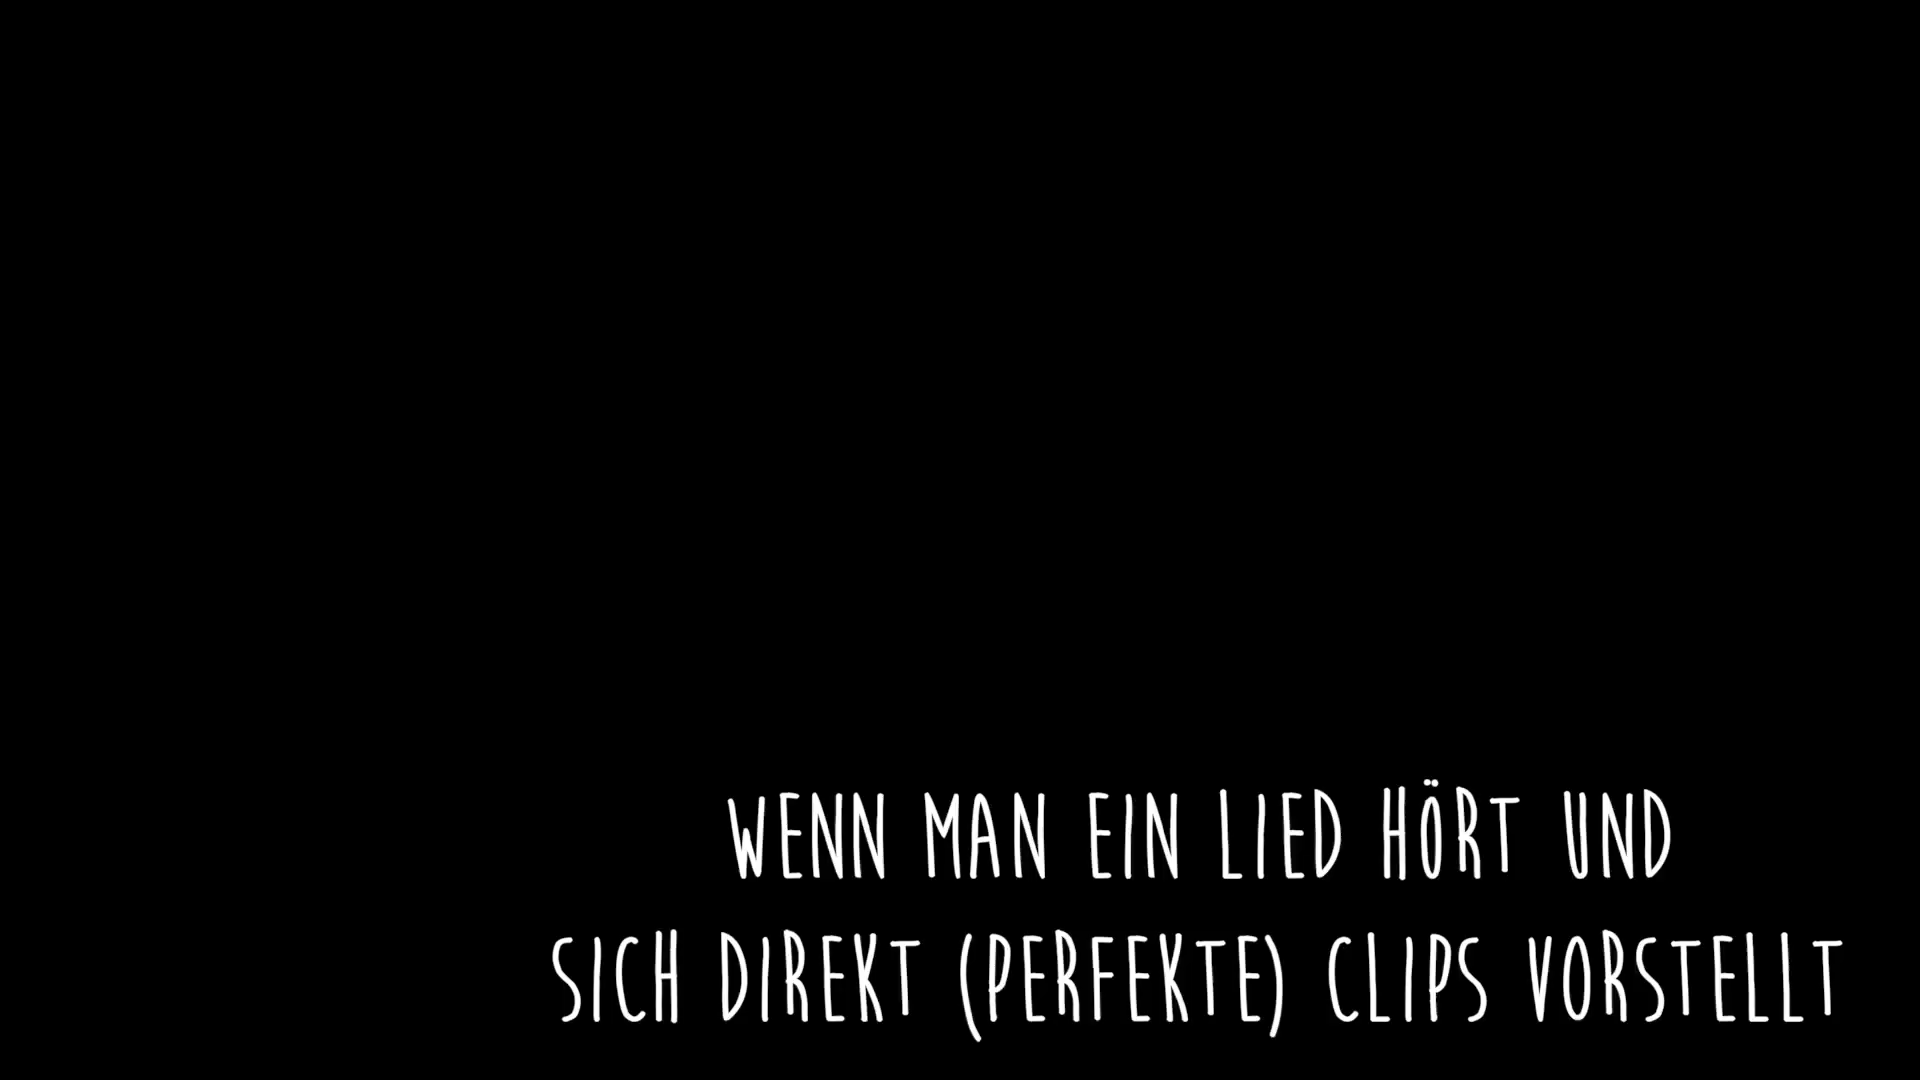 WENN MAN EIN LIED HÖRT UND
SICH DIREKT (PERFEKTE) CLIPS VORSTELLT